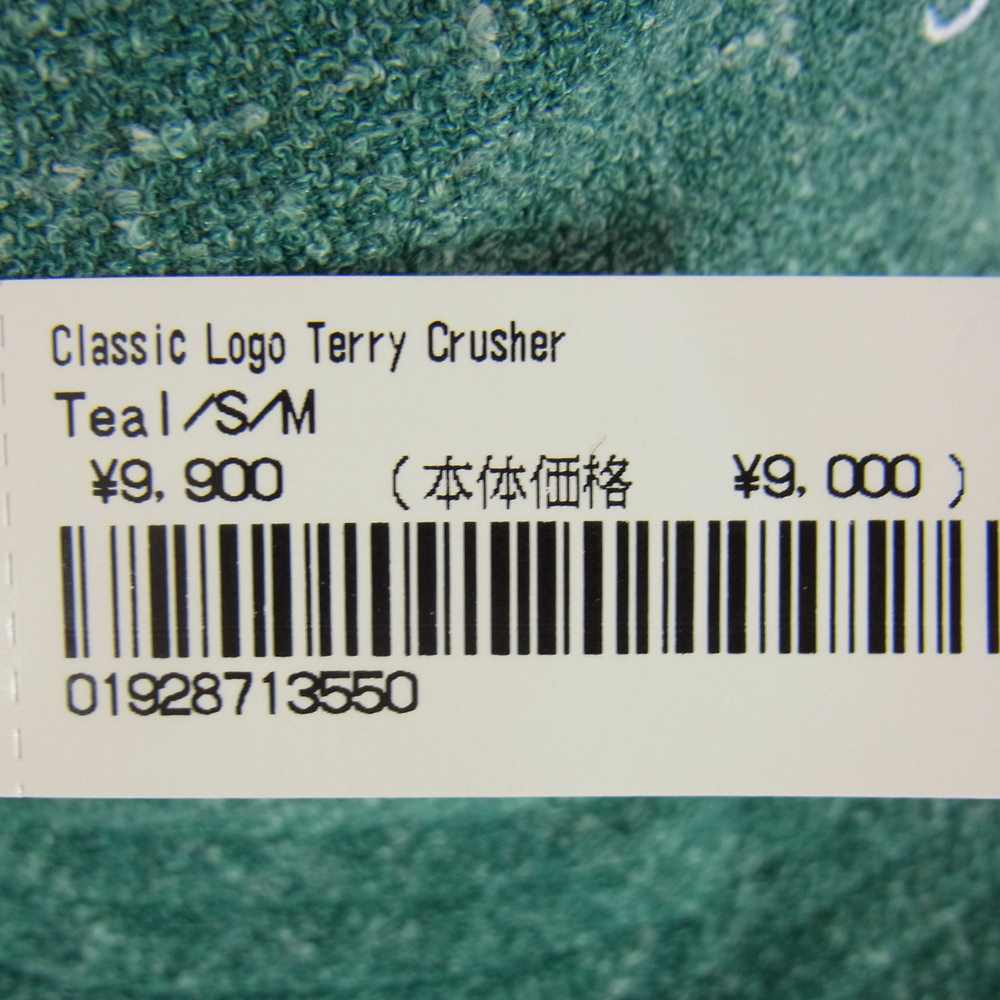 Classic Logo Terry Crusher
Teal/S/M
¥9,900 (本体価格 ¥9,000)
01928713550